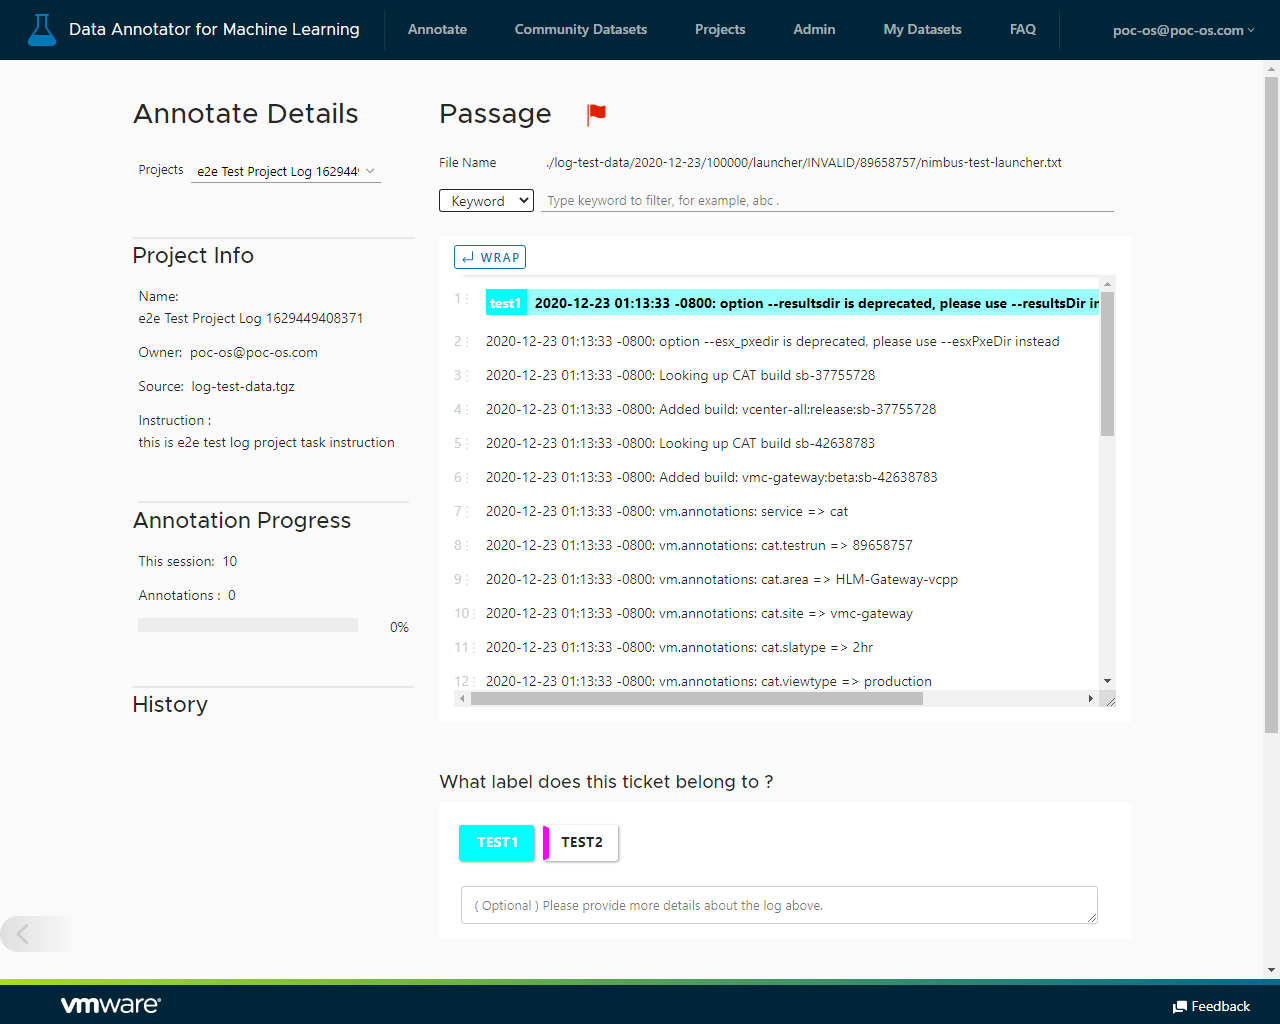 Data Annotator for Machine Learning
Annotate
Community Datasets
Projects
Admin
My Datasets
FAQ
poc-os@poc-os.com
Annotate Details
Projects
e2e Test Project Log 162944
Project Info
Name:
e2e Test Project Log 1629449408371
Owner: poc-os@poc-os.com
Source: log-test-data.tgz
Instruction :
this is e2e test log project task instruction
Annotation Progress
This session: 10
Annotations : 0
0%
History
Passage
File Name ./log-test-data/2020-12-23/100000/launcher/INVALID/89658757/nimbus-test-launcher.txt
Keyword
Type keyword to filter, for example, abc .
WRAP
1 test1 2020-12-23 01:13:33 -0800: option --resultsdir is deprecated, please use --resultsDir in
2 2020-12-23 01:13:33 -0800: option --esx_pxedir is deprecated, please use --esxPxeDir instead
3 2020-12-23 01:13:33 -0800: Looking up CAT build sb-37755728
4 2020-12-23 01:13:33 -0800: Added build: vcenter-all:release:sb-37755728
5 2020-12-23 01:13:33 -0800: Looking up CAT build sb-42638783
6 2020-12-23 01:13:33 -0800: Added build: vmc-gateway:beta:sb-42638783
7 2020-12-23 01:13:33 -0800: vm.annotations: service => cat
8 2020-12-23 01:13:33 -0800: vm.annotations: cat.testrun => 89658757
9 2020-12-23 01:13:33 -0800: vm.annotations: cat.area => HLM-Gateway-vcpp
10 2020-12-23 01:13:33 -0800: vm.annotations: cat.site => vmc-gateway
11 2020-12-23 01:13:33 -0800: vm.annotations: cat.slatype => 2hr
12 2020-12-23 01:13:33 -0800: vm.annotations: cat.viewtype => production
What label does this ticket belong to ?
TEST1
TEST2
( Optional ) Please provide more details about the log above.
vmware
Feedback